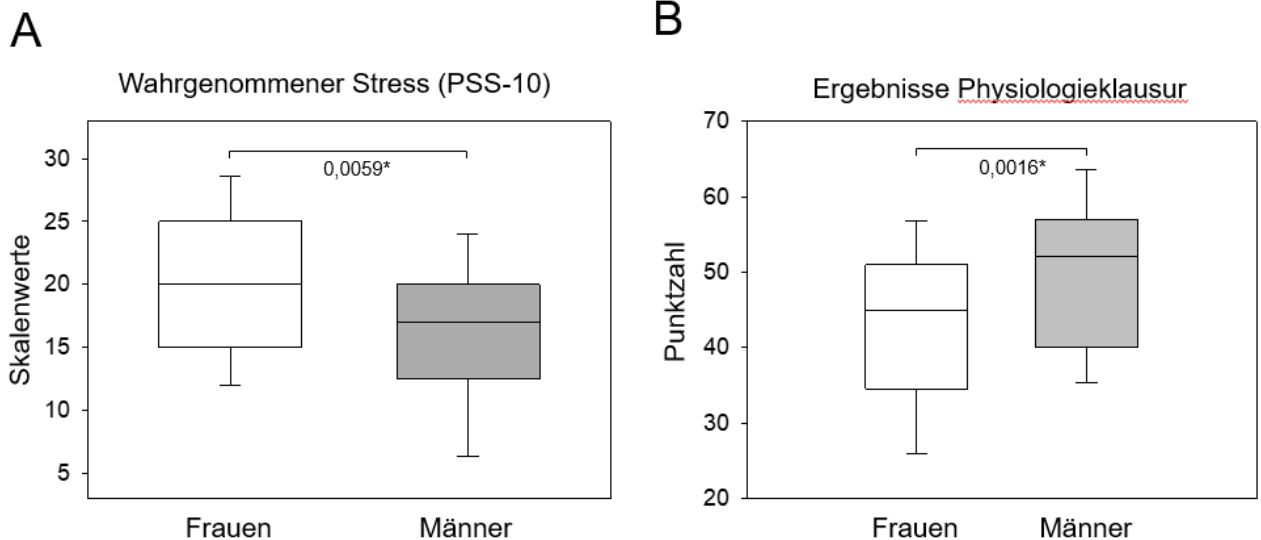 A
Wahrgenommener Stress (PSS-10)
Skalenwerte
30
25
20
15
10
5
0,0059*
Frauen
Männer
B
Ergebnisse Physiologieklausur
Punktzahl
70
60
50
40
30
20
0,0016*
Frauen
Männer